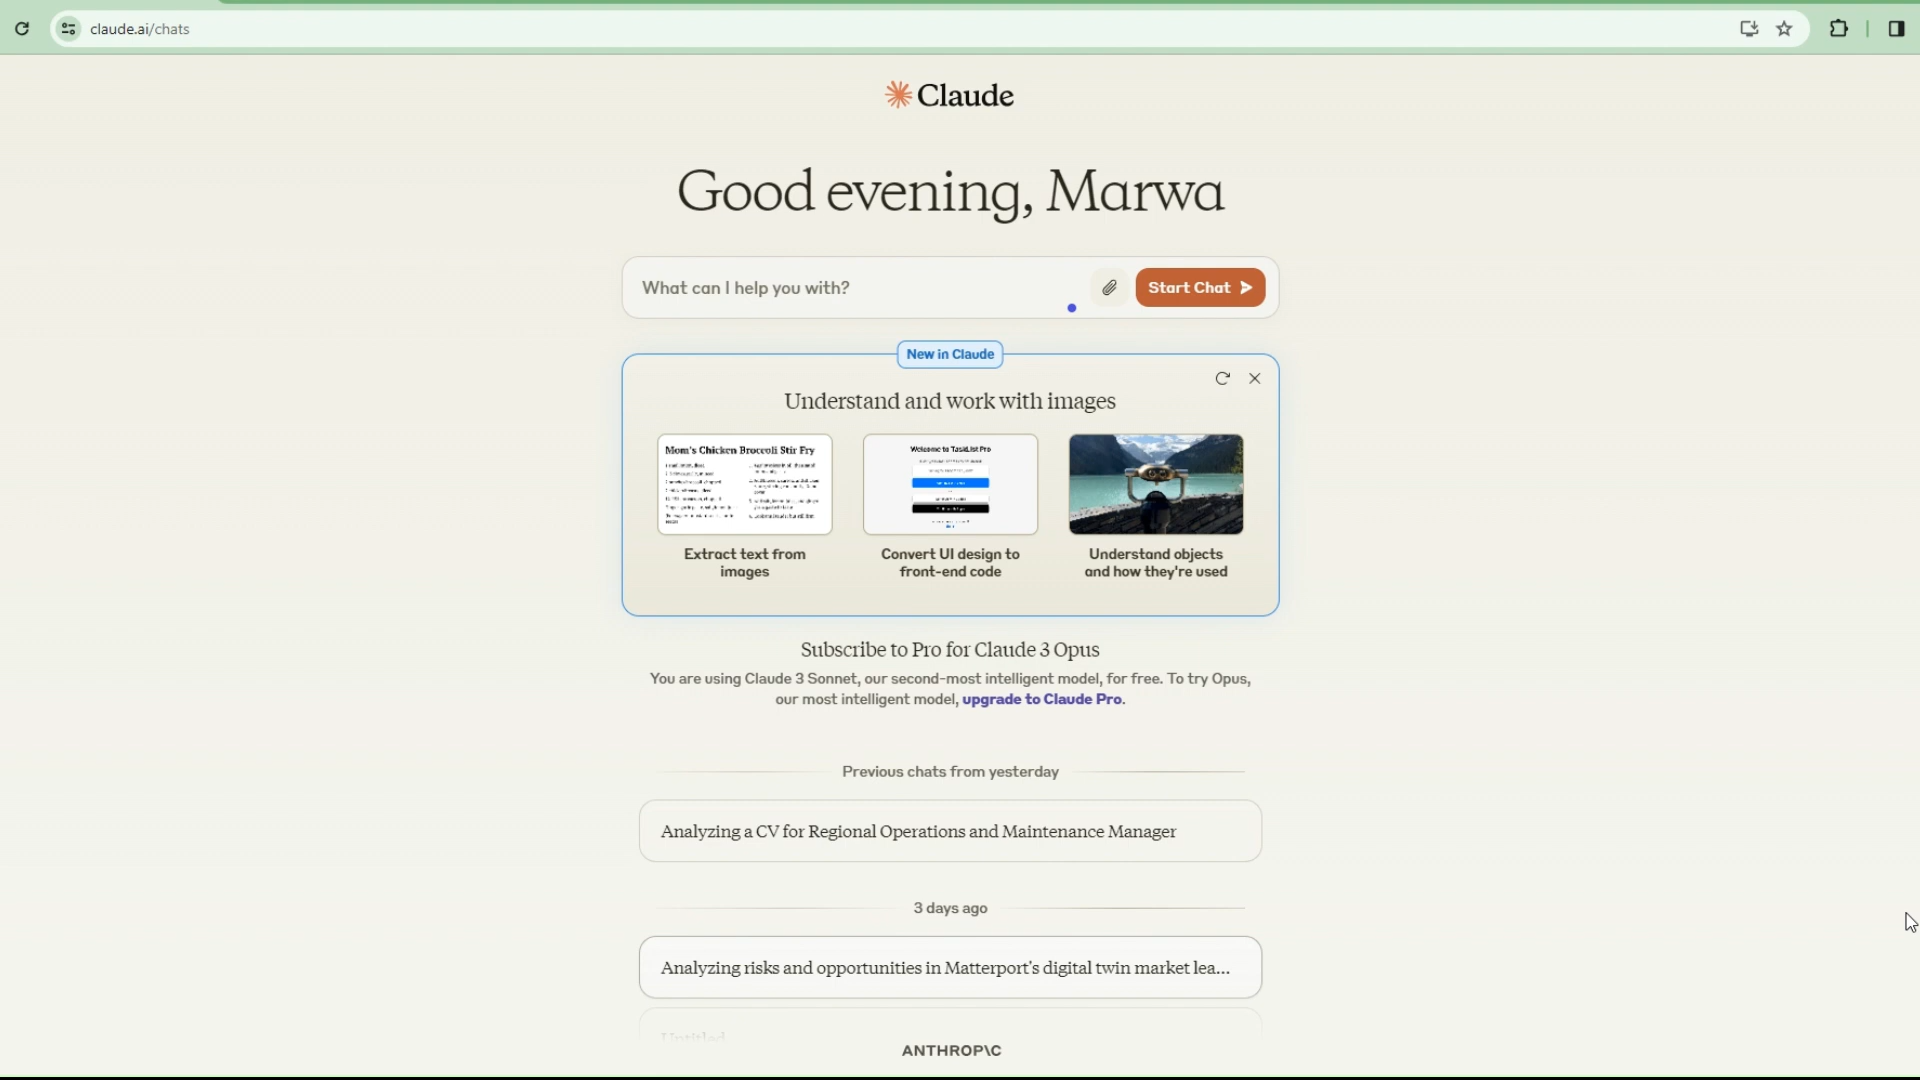 claude.ai/chats
Claude
Good evening, Marwa
What can I help you with?
Start Chat
New in Claude
Understand and work with images
Mom's Chicken Broccoli Stir Fry
Welcome to TaskList Pro
Extract text from
images
Convert UI design to
front-end code
Understand objects
and how they're used
Subscribe to Pro for Claude 3 Opus
You are using Claude 3 Sonnet, our second-most intelligent model, for free. To try Opus,
our most intelligent model, upgrade to Claude Pro.
Previous chats from yesterday
Analyzing a CV for Regional Operations and Maintenance Manager
3 days ago
Analyzing risks and opportunities in Matterport's digital twin market lea...
Untitled
ANTHROP\C